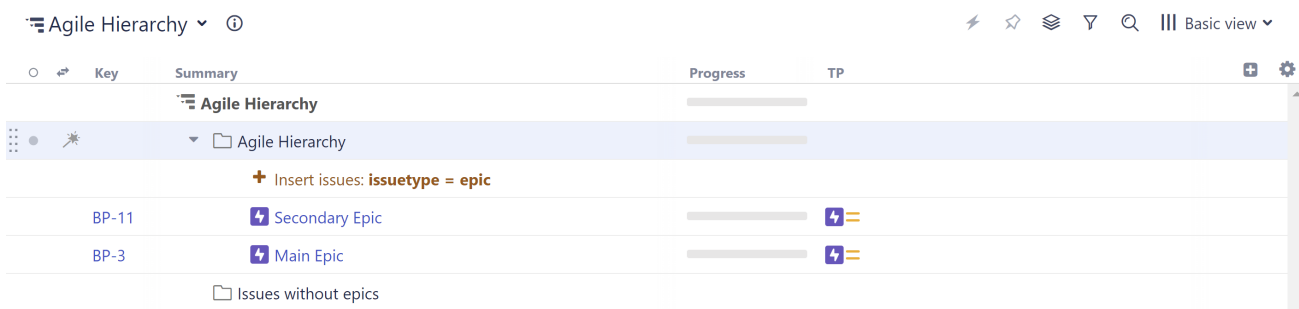 Agile Hierarchy Basic view
Key Summary Progress TP
Agile Hierarchy
Agile Hierarchy
Insert issues: issuetype = epic
BP-11 Secondary Epic
BP-3 Main Epic
Issues without epics